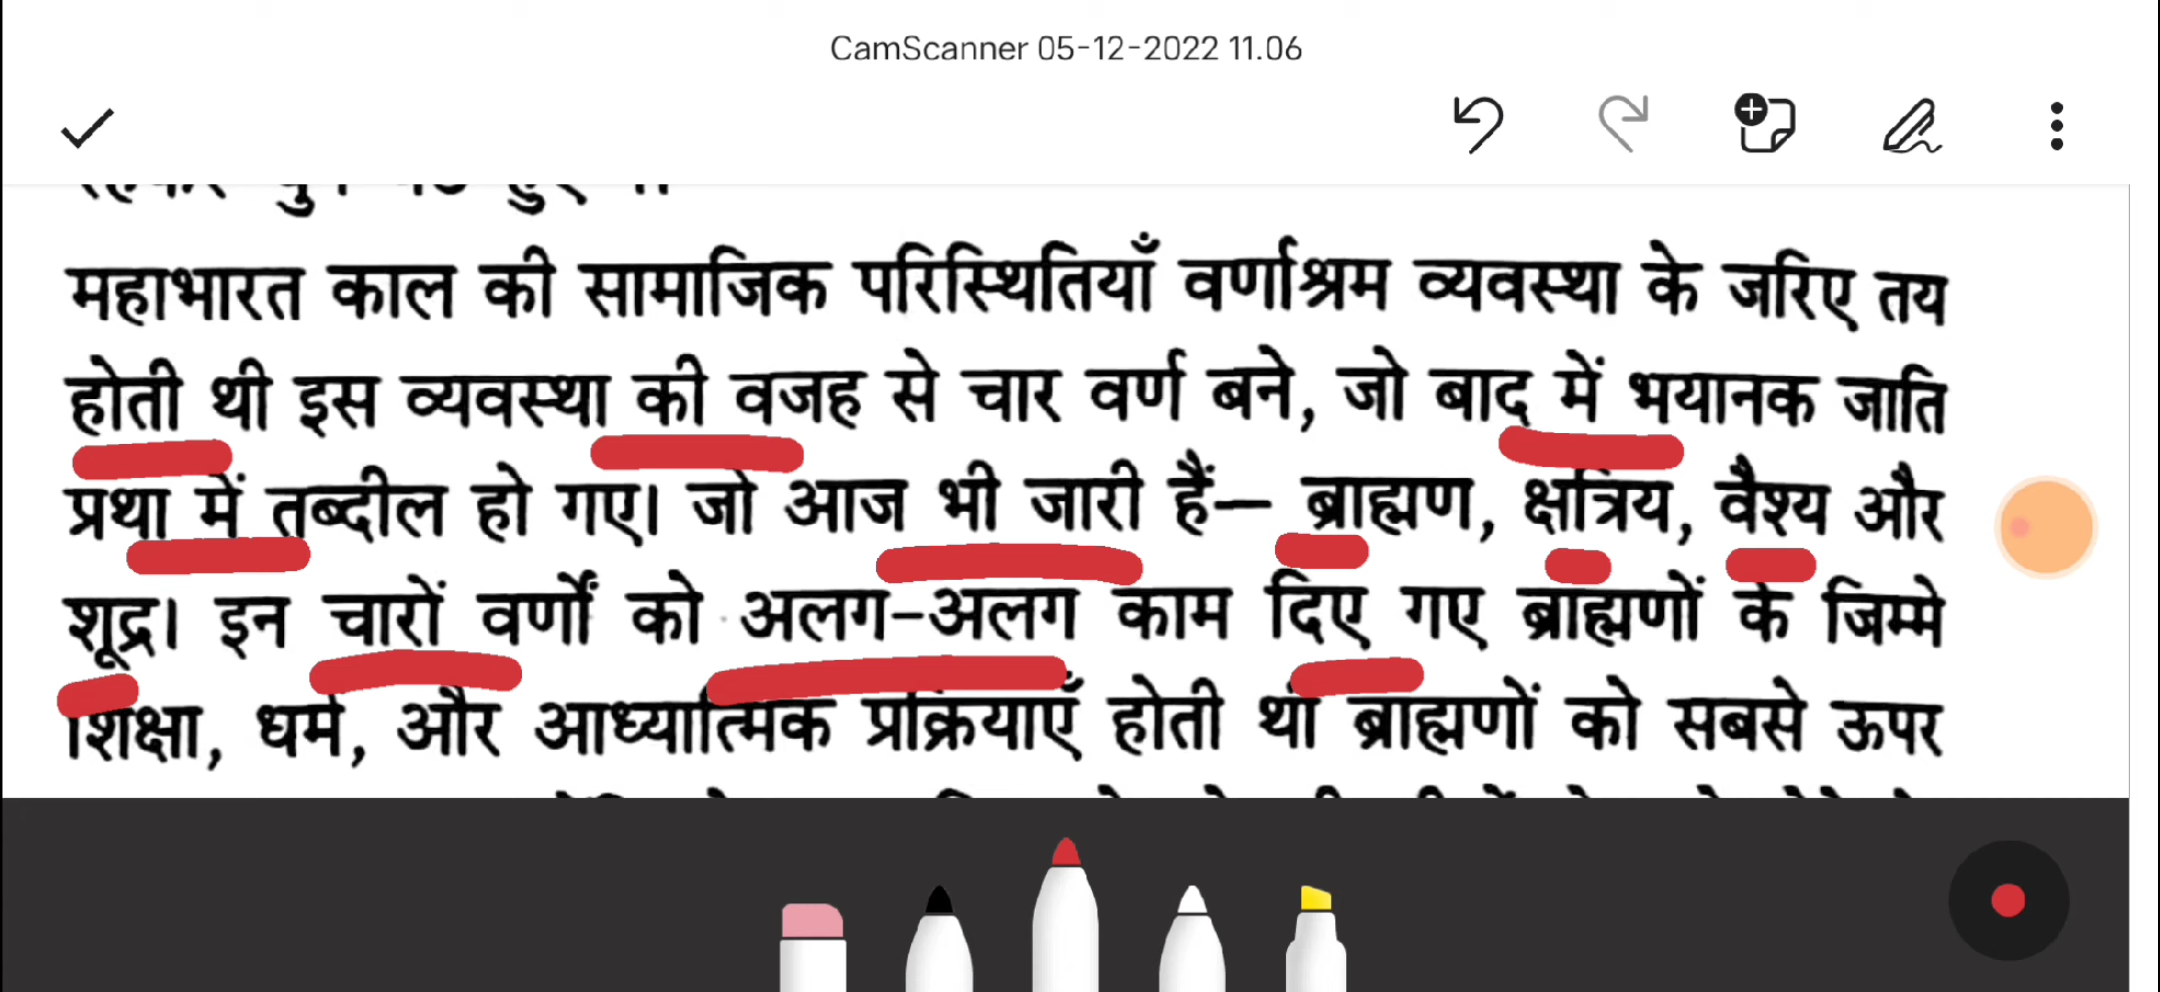 CamScanner 05-12-2022 11.06
महाभारत काल की सामाजिक परिस्थितियाँ वर्णाश्रम व्यवस्था के जरिए तय
होती थी इस व्यवस्था की वजह से चार वर्ण बने, जो बाद में भयानक जाति
प्रथा में तब्दील हो गए। जो आज भी जारी हैं– ब्राह्मण, क्षत्रिय, वैश्य और
शूद्र। इन चारों वर्णों को अलग-अलग काम दिए गए ब्राह्मणों के जिम्मे
शिक्षा, धर्म, और आध्यात्मिक प्रक्रियाएँ होती थी ब्राह्मणों को सबसे ऊपर